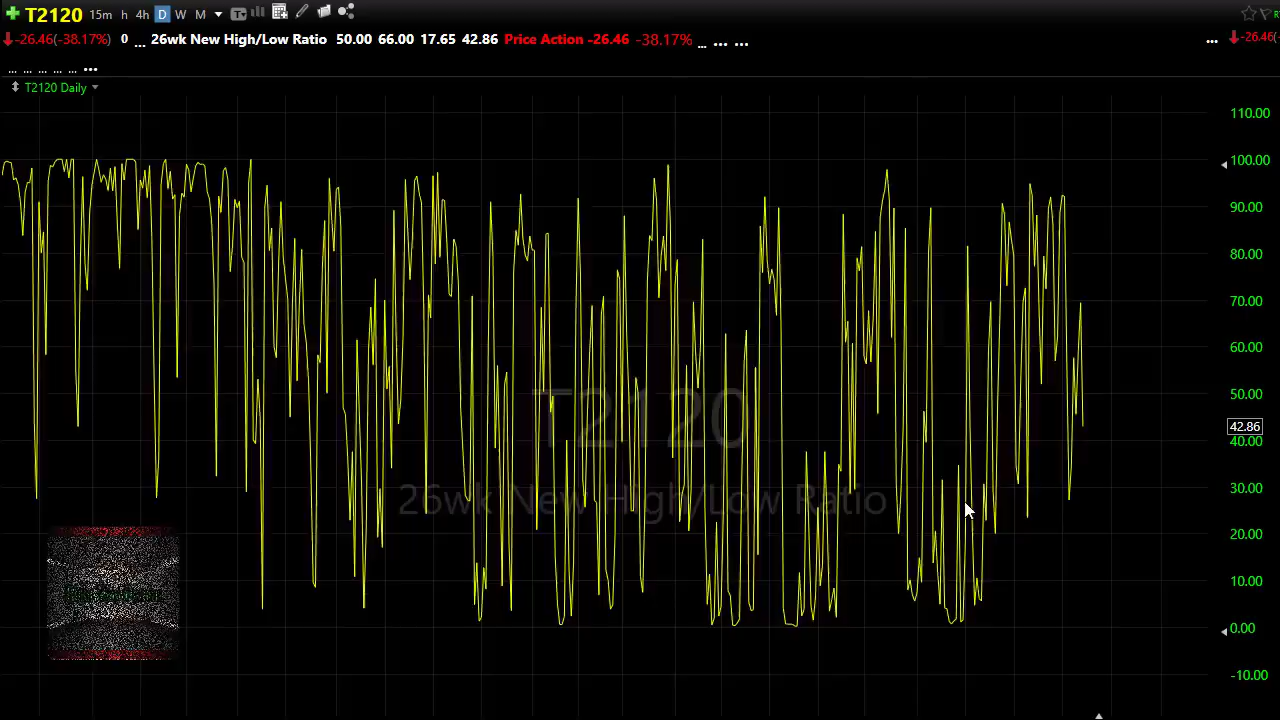 T2120 15m h 4h D W M
-26.46(-38.17%) 0 ... 26wk New High/Low Ratio 50.00 66.00 17.65 42.86 Price Action -26.46 -38.17% ... ... ... ... -26.46(-
... ... ... ... ... ...
T2120 Daily
110.00
100.00
90.00
80.00
70.00
60.00
50.00
42.86
40.00
30.00
20.00
10.00
0.00
-10.00
T2120
26wk New High/Low Ratio